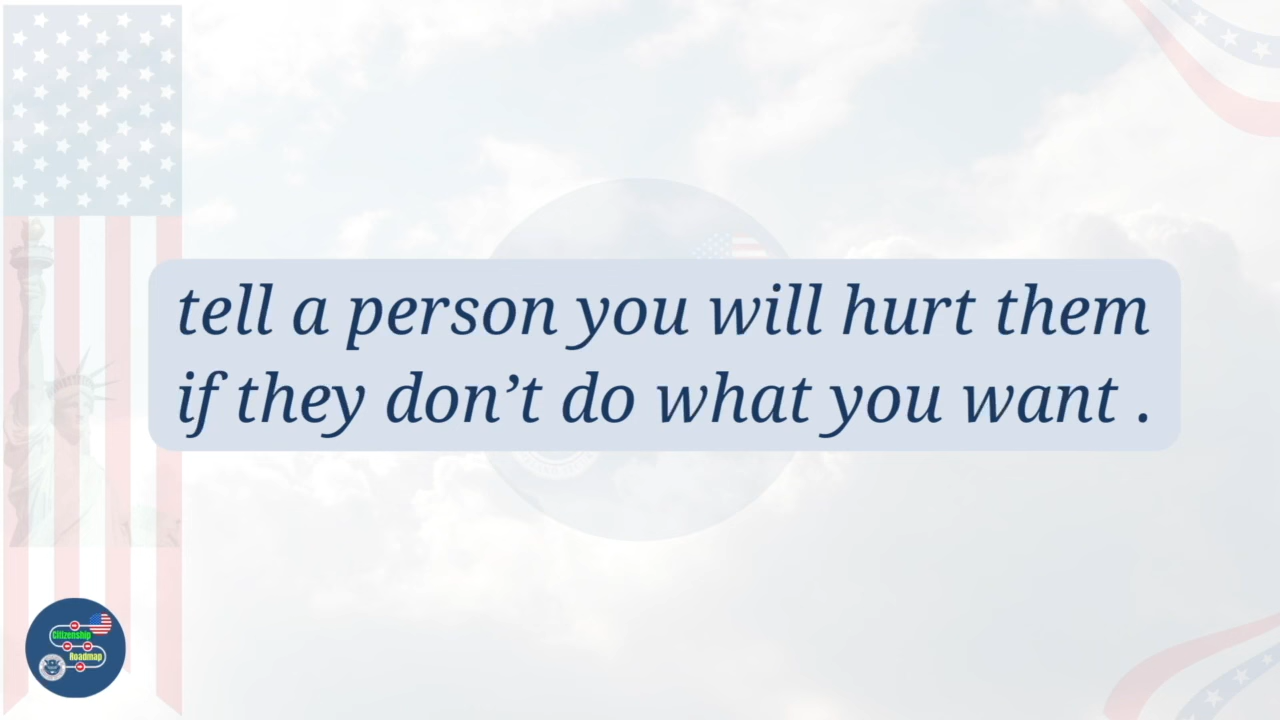 tell a person you will hurt them
if they don’t do what you want .
Citizenship
Roadmap